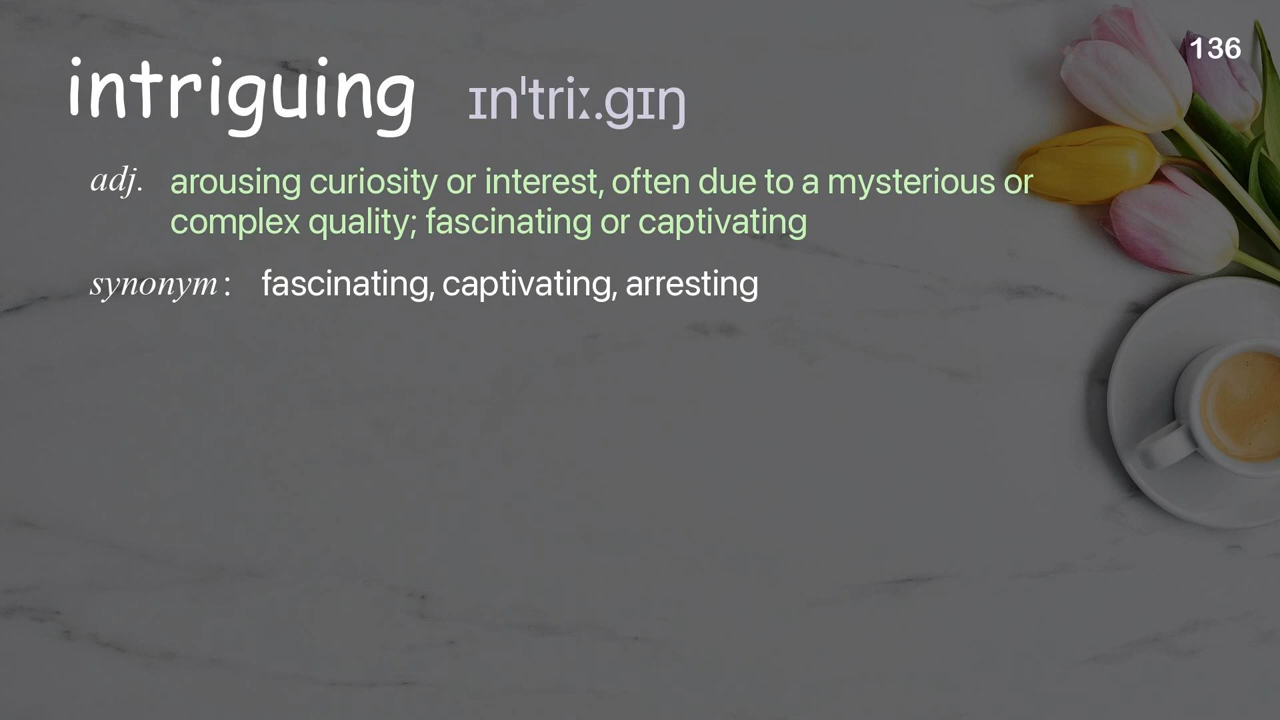 136
intriguing ɪnˈtriː.gɪŋ
adj. arousing curiosity or interest, often due to a mysterious or
complex quality; fascinating or captivating
synonym : fascinating, captivating, arresting